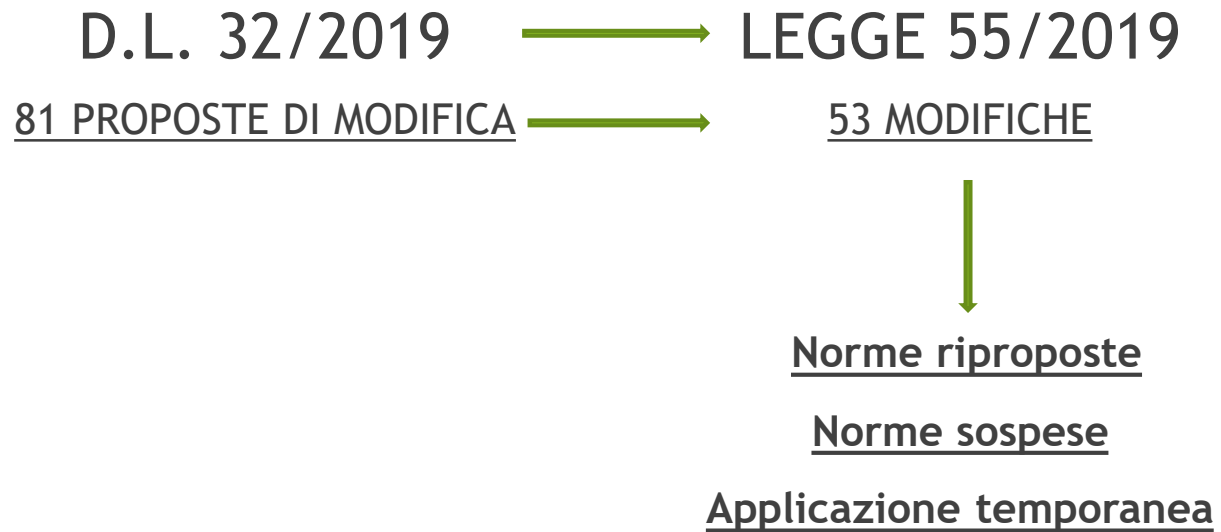 D.L. 32/2019 LEGGE 55/2019
81 PROPOSTE DI MODIFICA 53 MODIFICHE
Norme riproposte
Norme sospese
Applicazione temporanea